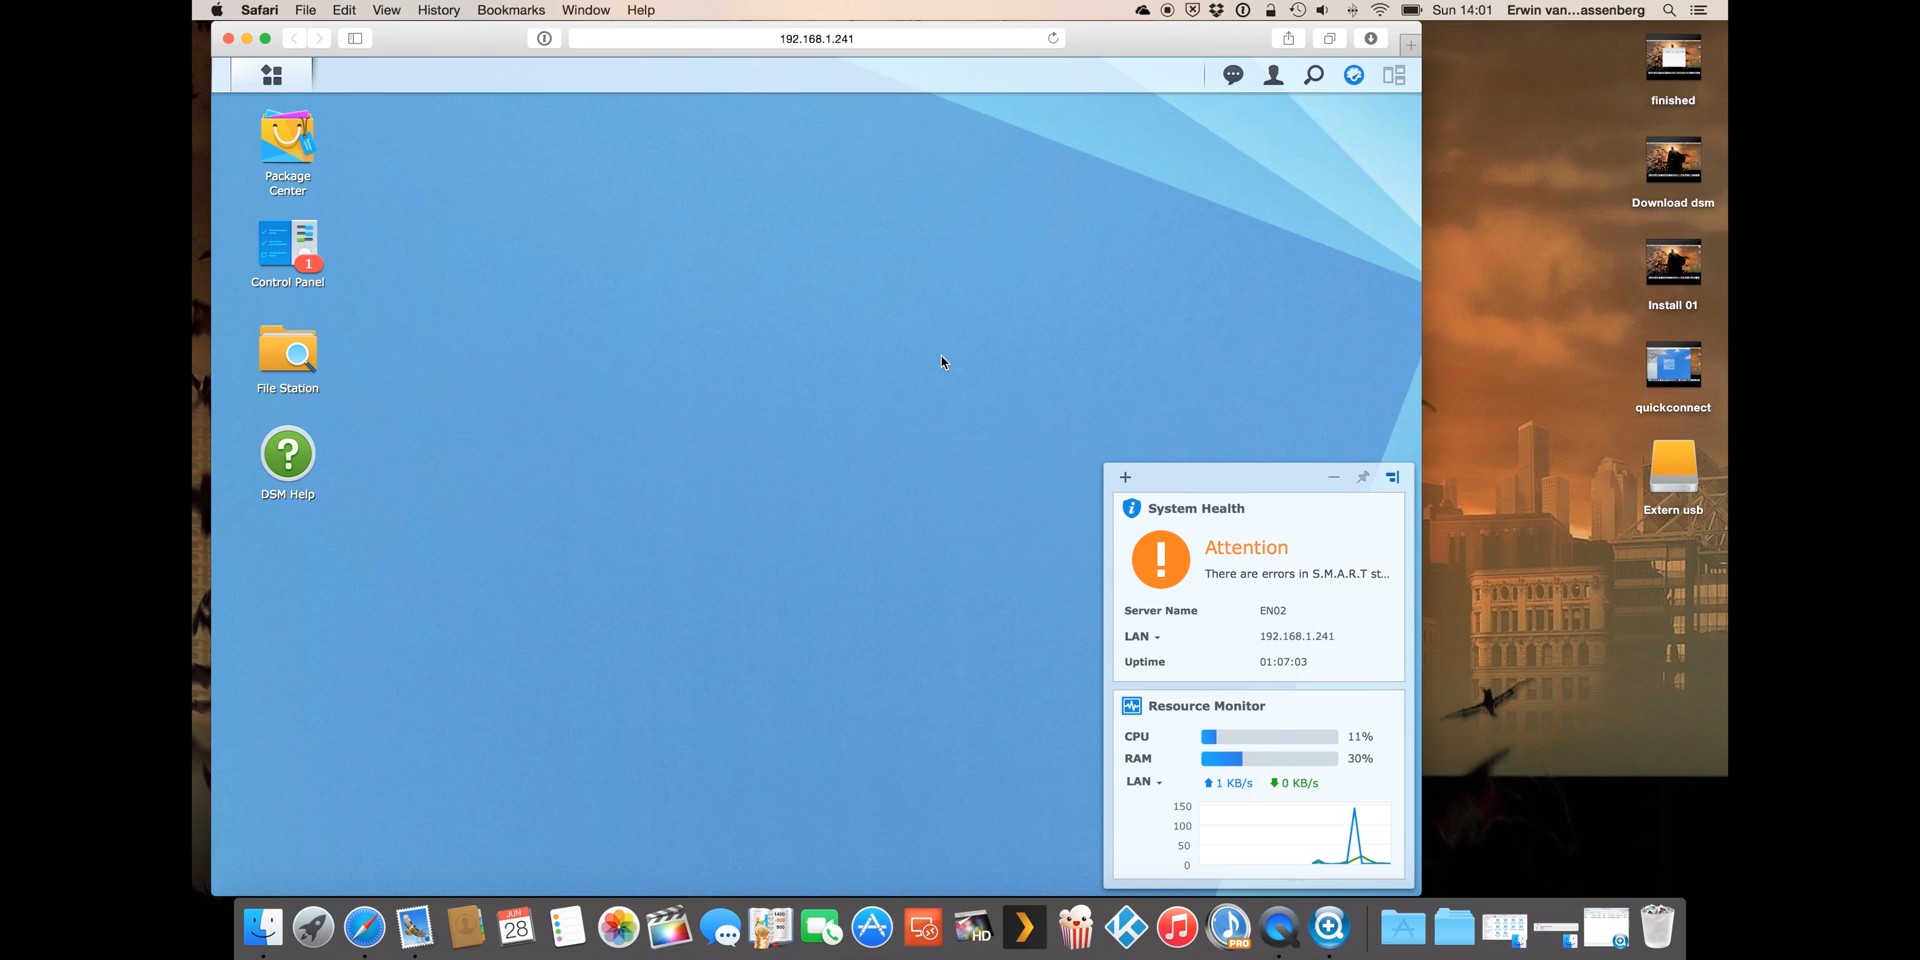 Safari File Edit View History Bookmarks Window Help
Sun 14:01 Erwin van...assenberg
192.168.1.241
Package
Center
1
Control Panel
File Station
?
DSM Help
finished
Download dsm
Install 01
quickconnect
Extern usb
System Health
!
Attention
There are errors in S.M.A.R.T st...
Server Name EN02
LAN 192.168.1.241
Uptime 01:07:03
Resource Monitor
CPU 11%
RAM 30%
LAN 1 KB/s 0 KB/s
150
100
50
0
JUN
28
HD
PRO